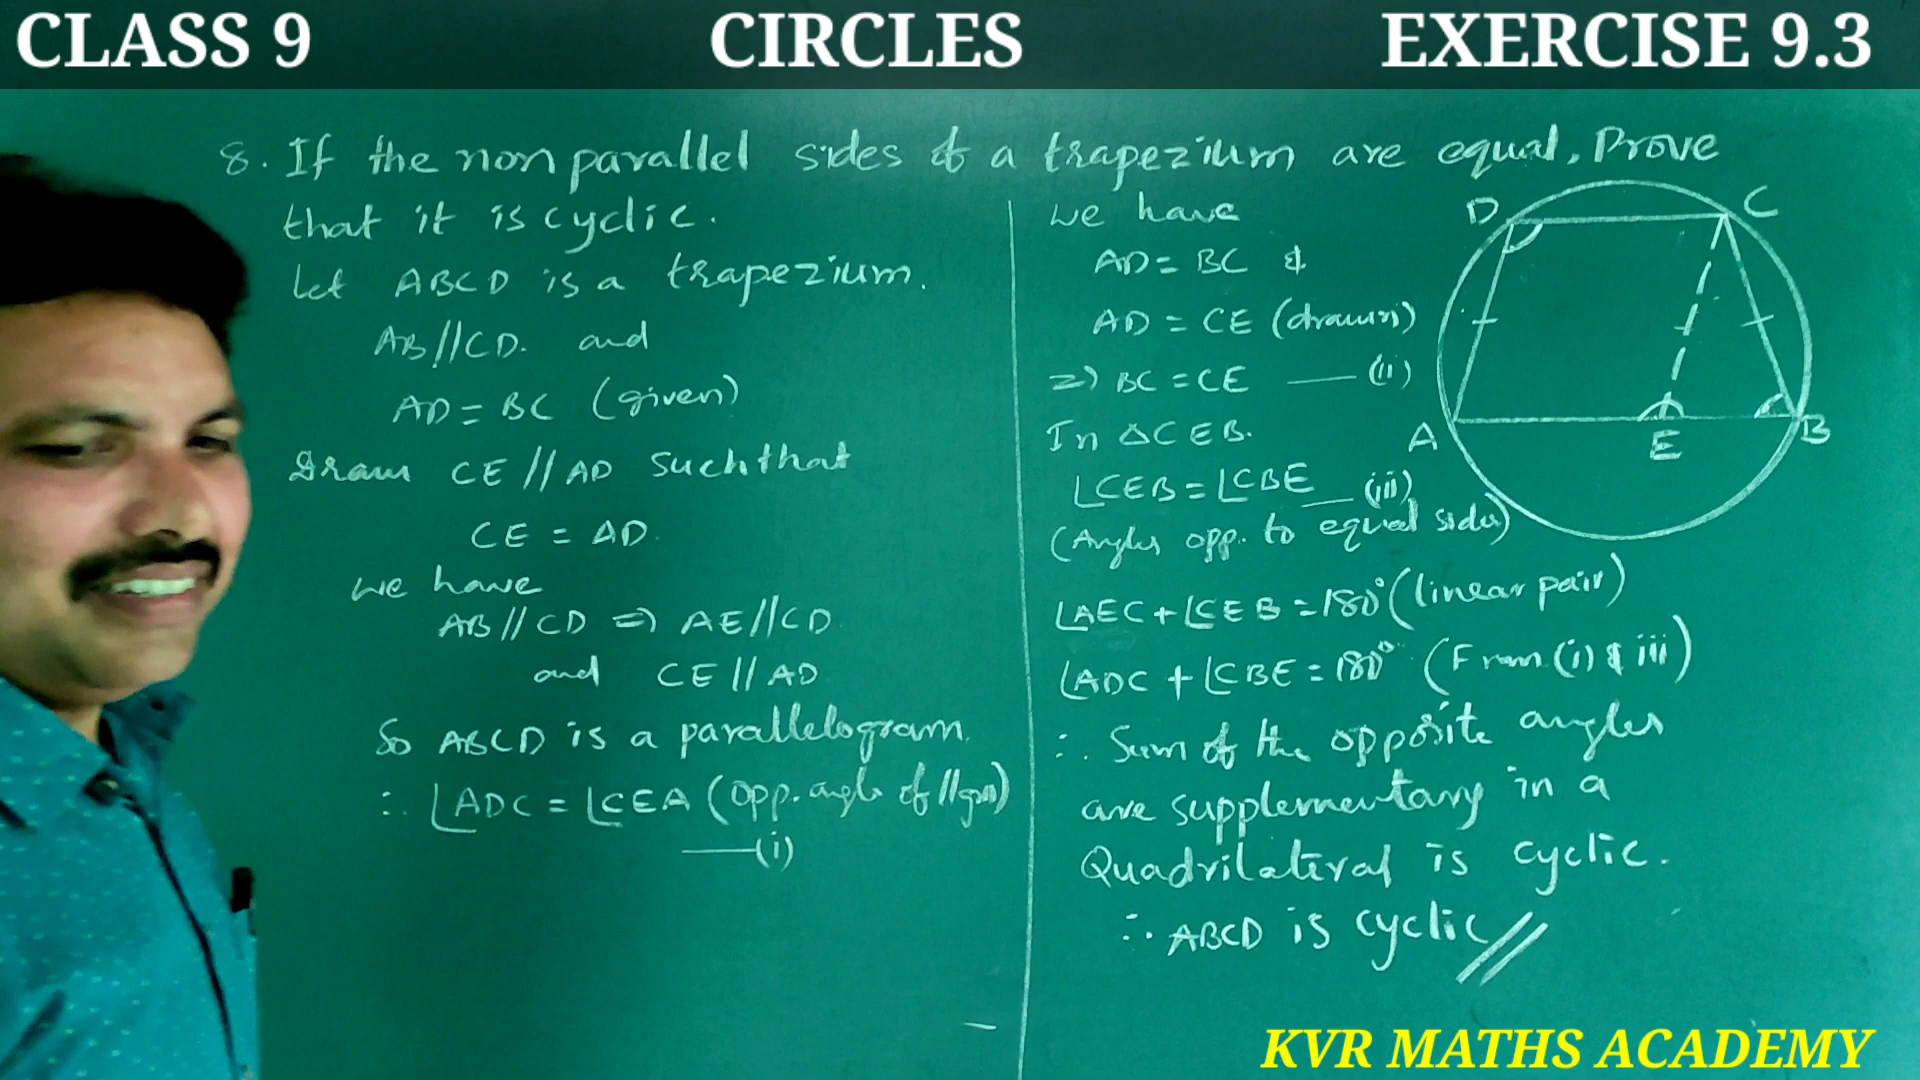 CLASS 9 CIRCLES EXERCISE 9.3
8. If the non parallel sides of a trapezium are equal, Prove
that it is cyclic.
Let ABCD is a trapezium.
AB//CD. and
AD = BC (given)
Draw CE // AD such that
CE = AD.
we have
AB // CD => AE//CD
and CE // AD
So ABCD is a parallelogram.
∴ ∠ADC = ∠CEA (opp. angle of //gm)
—(i)
we have
AD = BC &
AD = CE (drawn)
=> BC = CE —(ii)
In △CEB.
∠CEB = ∠CBE —(iii)
(Angles opp. to equal sides)
∠AEC + ∠CEB = 180° (linear pair)
∠ADC + ∠CBE = 180° (From (i) & iii)
∴ Sum of the opposite angles
are supplementary in a
Quadrilateral is cyclic.
∴ ABCD is cyclic //
D C
A E B
KVR MATHS ACADEMY